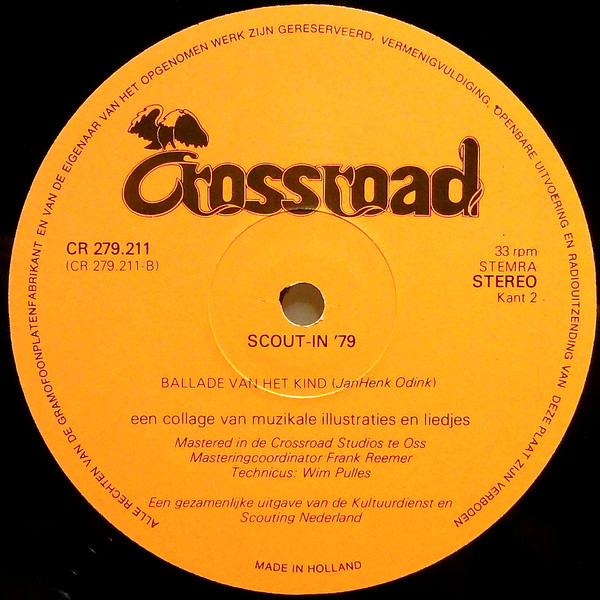 ALLE RECHTEN VAN DE GRAMOFOONPLATENFABRIKANT EN VAN DE EIGENAAR VAN HET OPGENOMEN WERK ZIJN GERESERVEERD. VERMENIGVULDIGING, OPENBARE UITVOERING EN RADIOUITZENDING VAN DEZE PLAAT ZIJN VERBODEN
Crossroad
CR 279.211
(CR 279.211-B)
33 rpm
STEMRA
STEREO
Kant 2
SCOUT-IN '79
BALLADE VAN HET KIND (JanHenk Odink)
een collage van muzikale illustraties en liedjes
Mastered in de Crossroad Studios te Oss
Masteringcoordinator Frank Reemer
Technicus: Wim Pulles
Een gezamenlijke uitgave van de Kultuurdienst en
Scouting Nederland
MADE IN HOLLAND